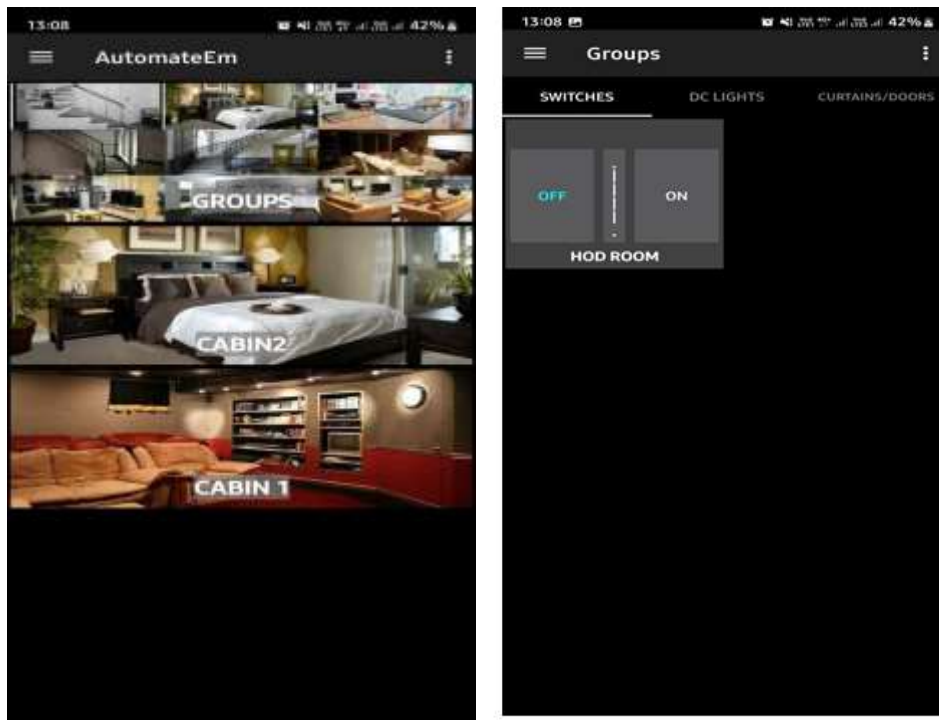 13:08
42%
AutomateEm
GROUPS
CABIN2
CABIN 1
13:08
42%
Groups
SWITCHES DC LIGHTS CURTAINS/DOORS
OFF ON
HOD ROOM